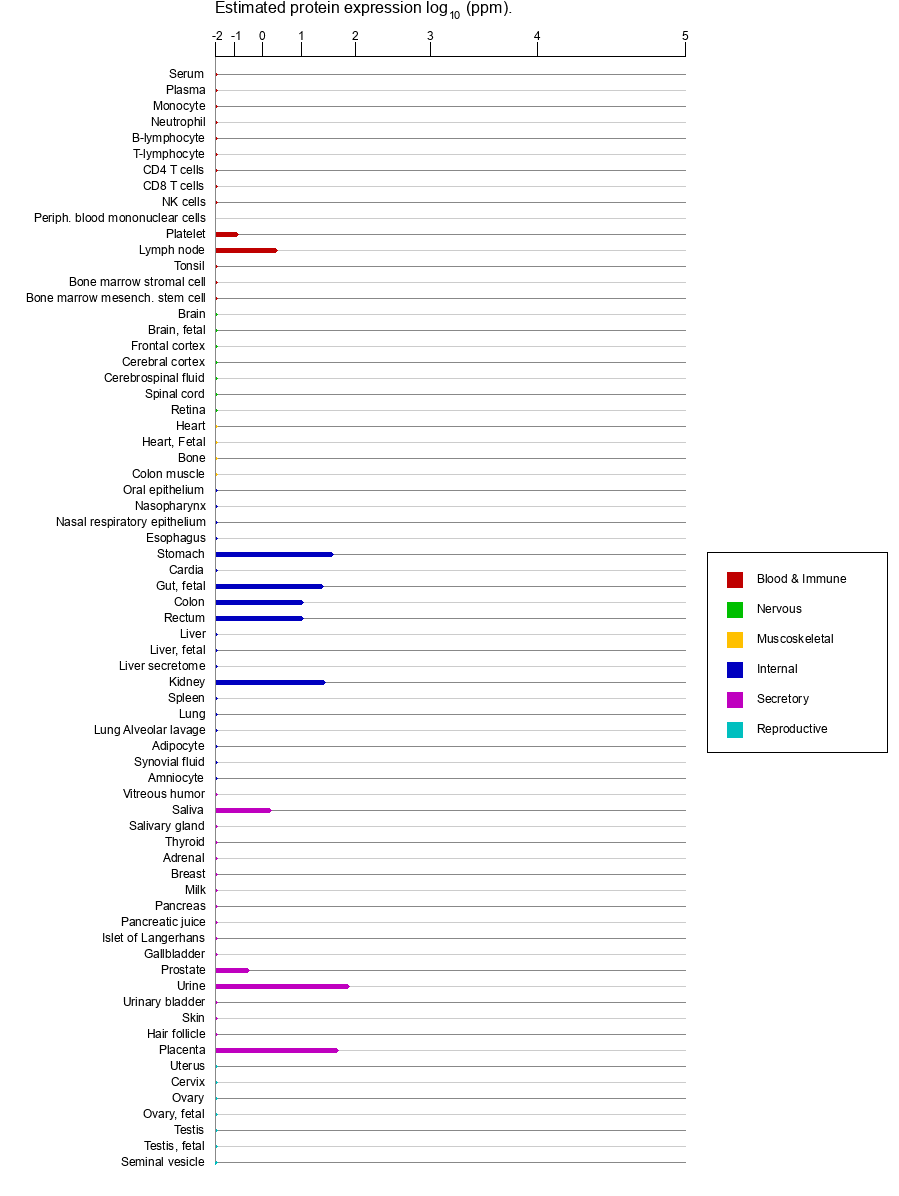 Estimated protein expression log10 (ppm).
-2 -1 0 1 2 3 4 5
Serum
Plasma
Monocyte
Neutrophil
B-lymphocyte
T-lymphocyte
CD4 T cells
CD8 T cells
NK cells
Periph. blood mononuclear cells
Platelet
Lymph node
Tonsil
Bone marrow stromal cell
Bone marrow mesench. stem cell
Brain
Brain, fetal
Frontal cortex
Cerebral cortex
Cerebrospinal fluid
Spinal cord
Retina
Heart
Heart, Fetal
Bone
Colon muscle
Oral epithelium
Nasopharynx
Nasal respiratory epithelium
Esophagus
Stomach
Cardia
Gut, fetal
Colon
Rectum
Liver
Liver, fetal
Liver secretome
Kidney
Spleen
Lung
Lung Alveolar lavage
Adipocyte
Synovial fluid
Amniocyte
Vitreous humor
Saliva
Salivary gland
Thyroid
Adrenal
Breast
Milk
Pancreas
Pancreatic juice
Islet of Langerhans
Gallbladder
Prostate
Urine
Urinary bladder
Skin
Hair follicle
Placenta
Uterus
Cervix
Ovary
Ovary, fetal
Testis
Testis, fetal
Seminal vesicle
Blood & Immune
Nervous
Muscoskeletal
Internal
Secretory
Reproductive